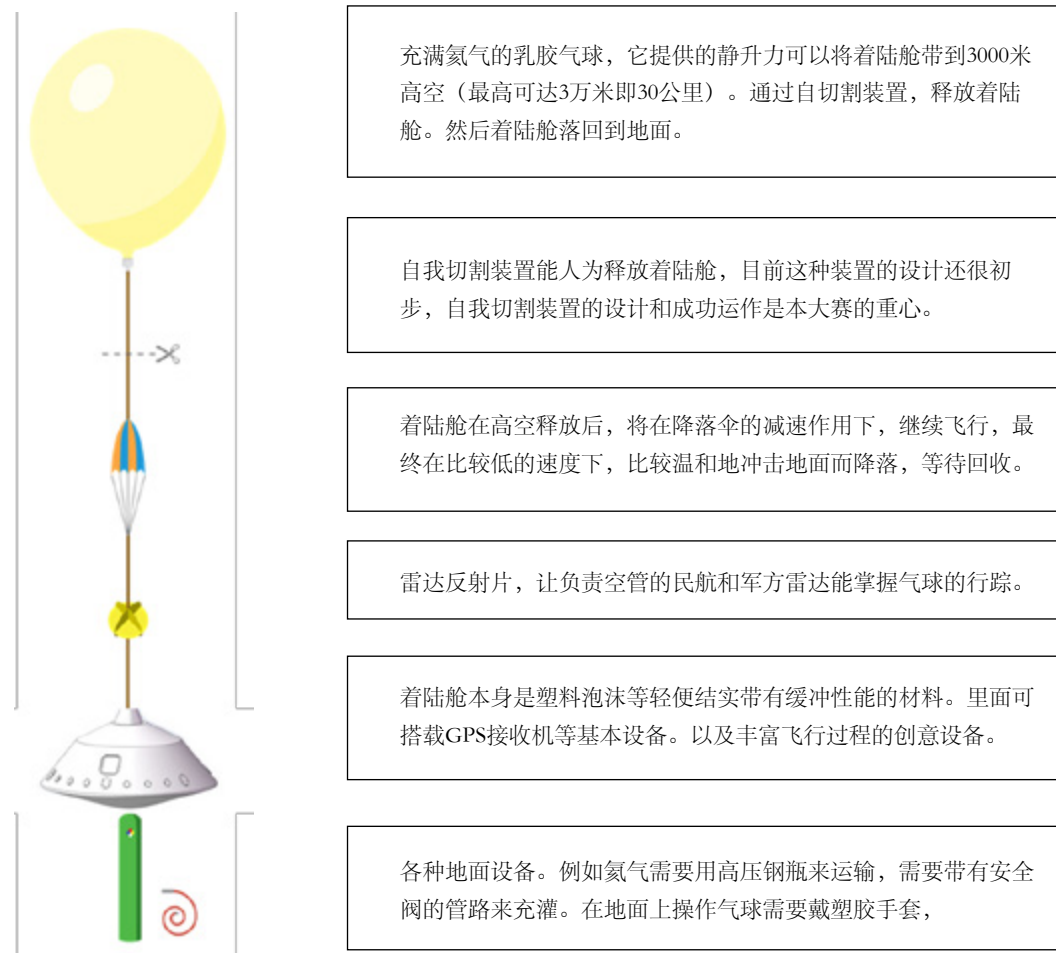 充满氦气的乳胶气球，它提供的静升力可以将着陆舱带到3000米
高空（最高可达3万米即30公里）。通过自切割装置，释放着陆
舱。然后着陆舱落回到地面。
自我切割装置能人为释放着陆舱，目前这种装置的设计还很初
步，自我切割装置的设计和成功运作是本大赛的重心。
着陆舱在高空释放后，将在降落伞的减速作用下，继续飞行，最
终在比较低的速度下，比较温和地冲击地面而降落，等待回收。
雷达反射片，让负责空管的民航和军方雷达能掌握气球的行踪。
着陆舱本身是塑料泡沫等轻便结实带有缓冲性能的材料。里面可
搭载GPS接收机等基本设备。以及丰富飞行过程的创意设备。
各种地面设备。例如氦气需要用高压钢瓶来运输，需要带有安全
阀的管路来充灌。在地面上操作气球需要戴塑胶手套，